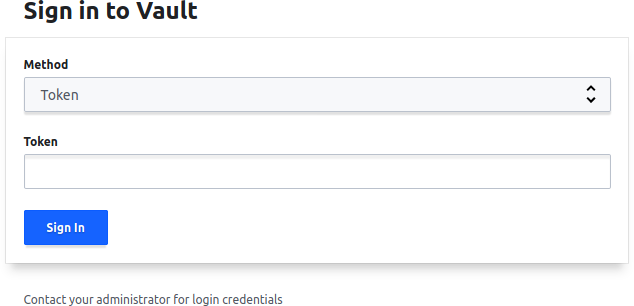 Sign in to Vault
Method
Token
Token
Sign In
Contact your administrator for login credentials